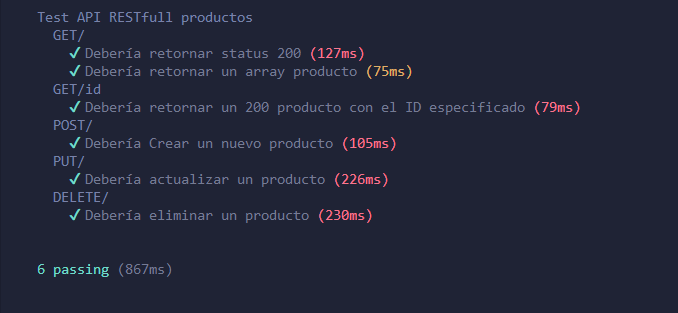 Test API RESTfull productos
GET/
✓ Debería retornar status 200 (127ms)
✓ Debería retornar un array producto (75ms)
GET/id
✓ Debería retornar un 200 producto con el ID especificado (79ms)
POST/
✓ Debería Crear un nuevo producto (105ms)
PUT/
✓ Debería actualizar un producto (226ms)
DELETE/
✓ Debería eliminar un producto (230ms)
6 passing (867ms)